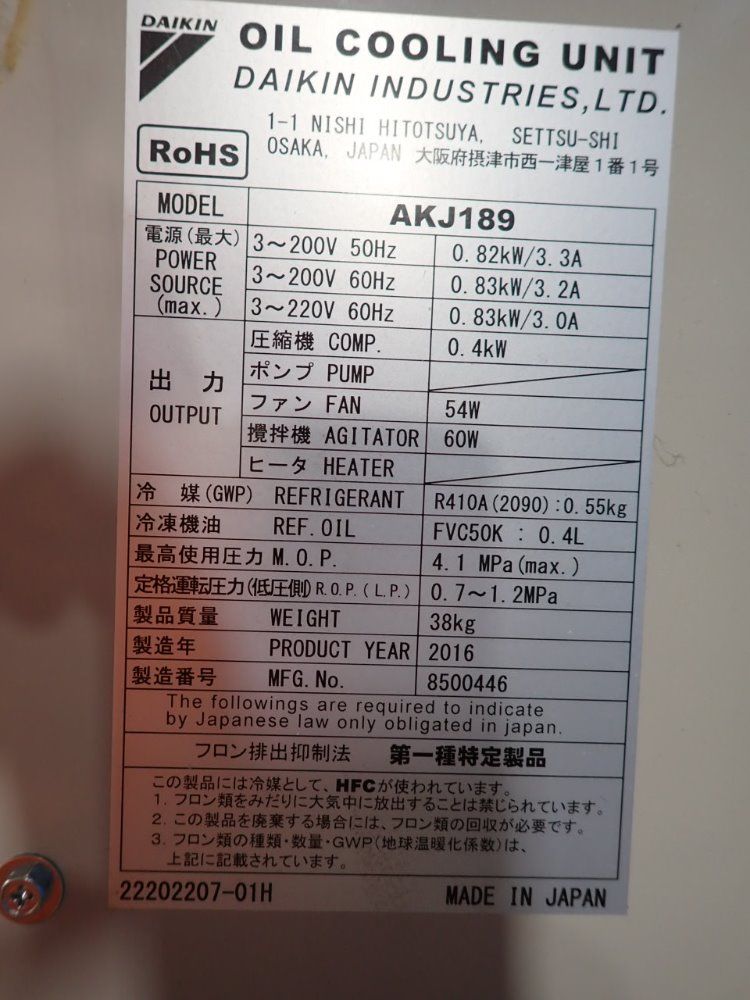 DAIKIN
OIL COOLING UNIT
DAIKIN INDUSTRIES,LTD.
RoHS
1-1 NISHI HITOTSUYA, SETTSU-SHI
OSAKA, JAPAN 大阪府摂津市西一津屋1番1号
MODEL AKJ189
電源(最大) POWER SOURCE (max.)
3〜200V 50Hz 0.82kW/3.3A
3〜200V 60Hz 0.83kW/3.2A
3〜220V 60Hz 0.83kW/3.0A
出力 OUTPUT
圧縮機 COMP. 0.4kW
ポンプ PUMP
ファン FAN 54W
攪拌機 AGITATOR 60W
ヒータ HEATER
冷媒(GWP) REFRIGERANT R410A(2090):0.55kg
冷凍機油 REF.OIL FVC50K : 0.4L
最高使用圧力 M.O.P. 4.1 MPa(max.)
定格運転圧力(低圧側)R.O.P.(L.P.) 0.7〜1.2MPa
製品質量 WEIGHT 38kg
製造年 PRODUCT YEAR 2016
製造番号 MFG.No. 8500446
The followings are required to indicate
by Japanese law only obligated in japan.
フロン排出抑制法 第一種特定製品
この製品には冷媒として、HFCが使われています。
1. フロン類をみだりに大気中に放出することは禁じられています。
2. この製品を廃棄する場合には、フロン類の回収が必要です。
3. フロン類の種類・数量・GWP(地球温暖化係数)は、
上記に記載されています。
22202207-01H MADE IN JAPAN